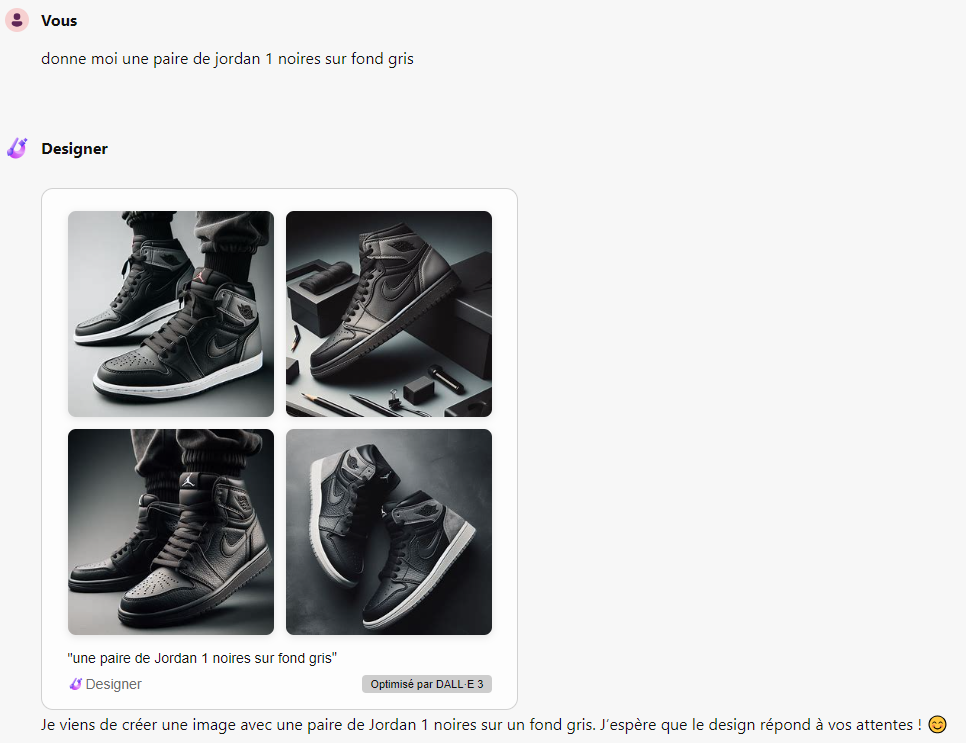 Vous
donne moi une paire de jordan 1 noires sur fond gris
Designer
"une paire de Jordan 1 noires sur fond gris"
Designer
Optimisé par DALL·E 3
Je viens de créer une image avec une paire de Jordan 1 noires sur un fond gris. J’espère que le design répond à vos attentes ! 😊